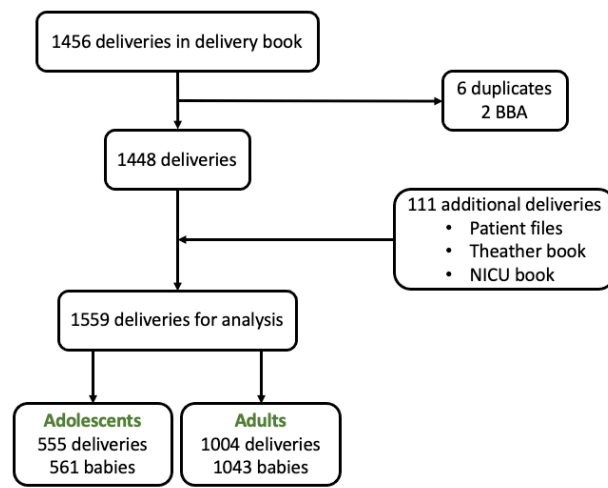 1456 deliveries in delivery book
6 duplicates
2 BBA
1448 deliveries
111 additional deliveries
• Patient files
• Theather book
• NICU book
1559 deliveries for analysis
Adolescents
555 deliveries
561 babies
Adults
1004 deliveries
1043 babies